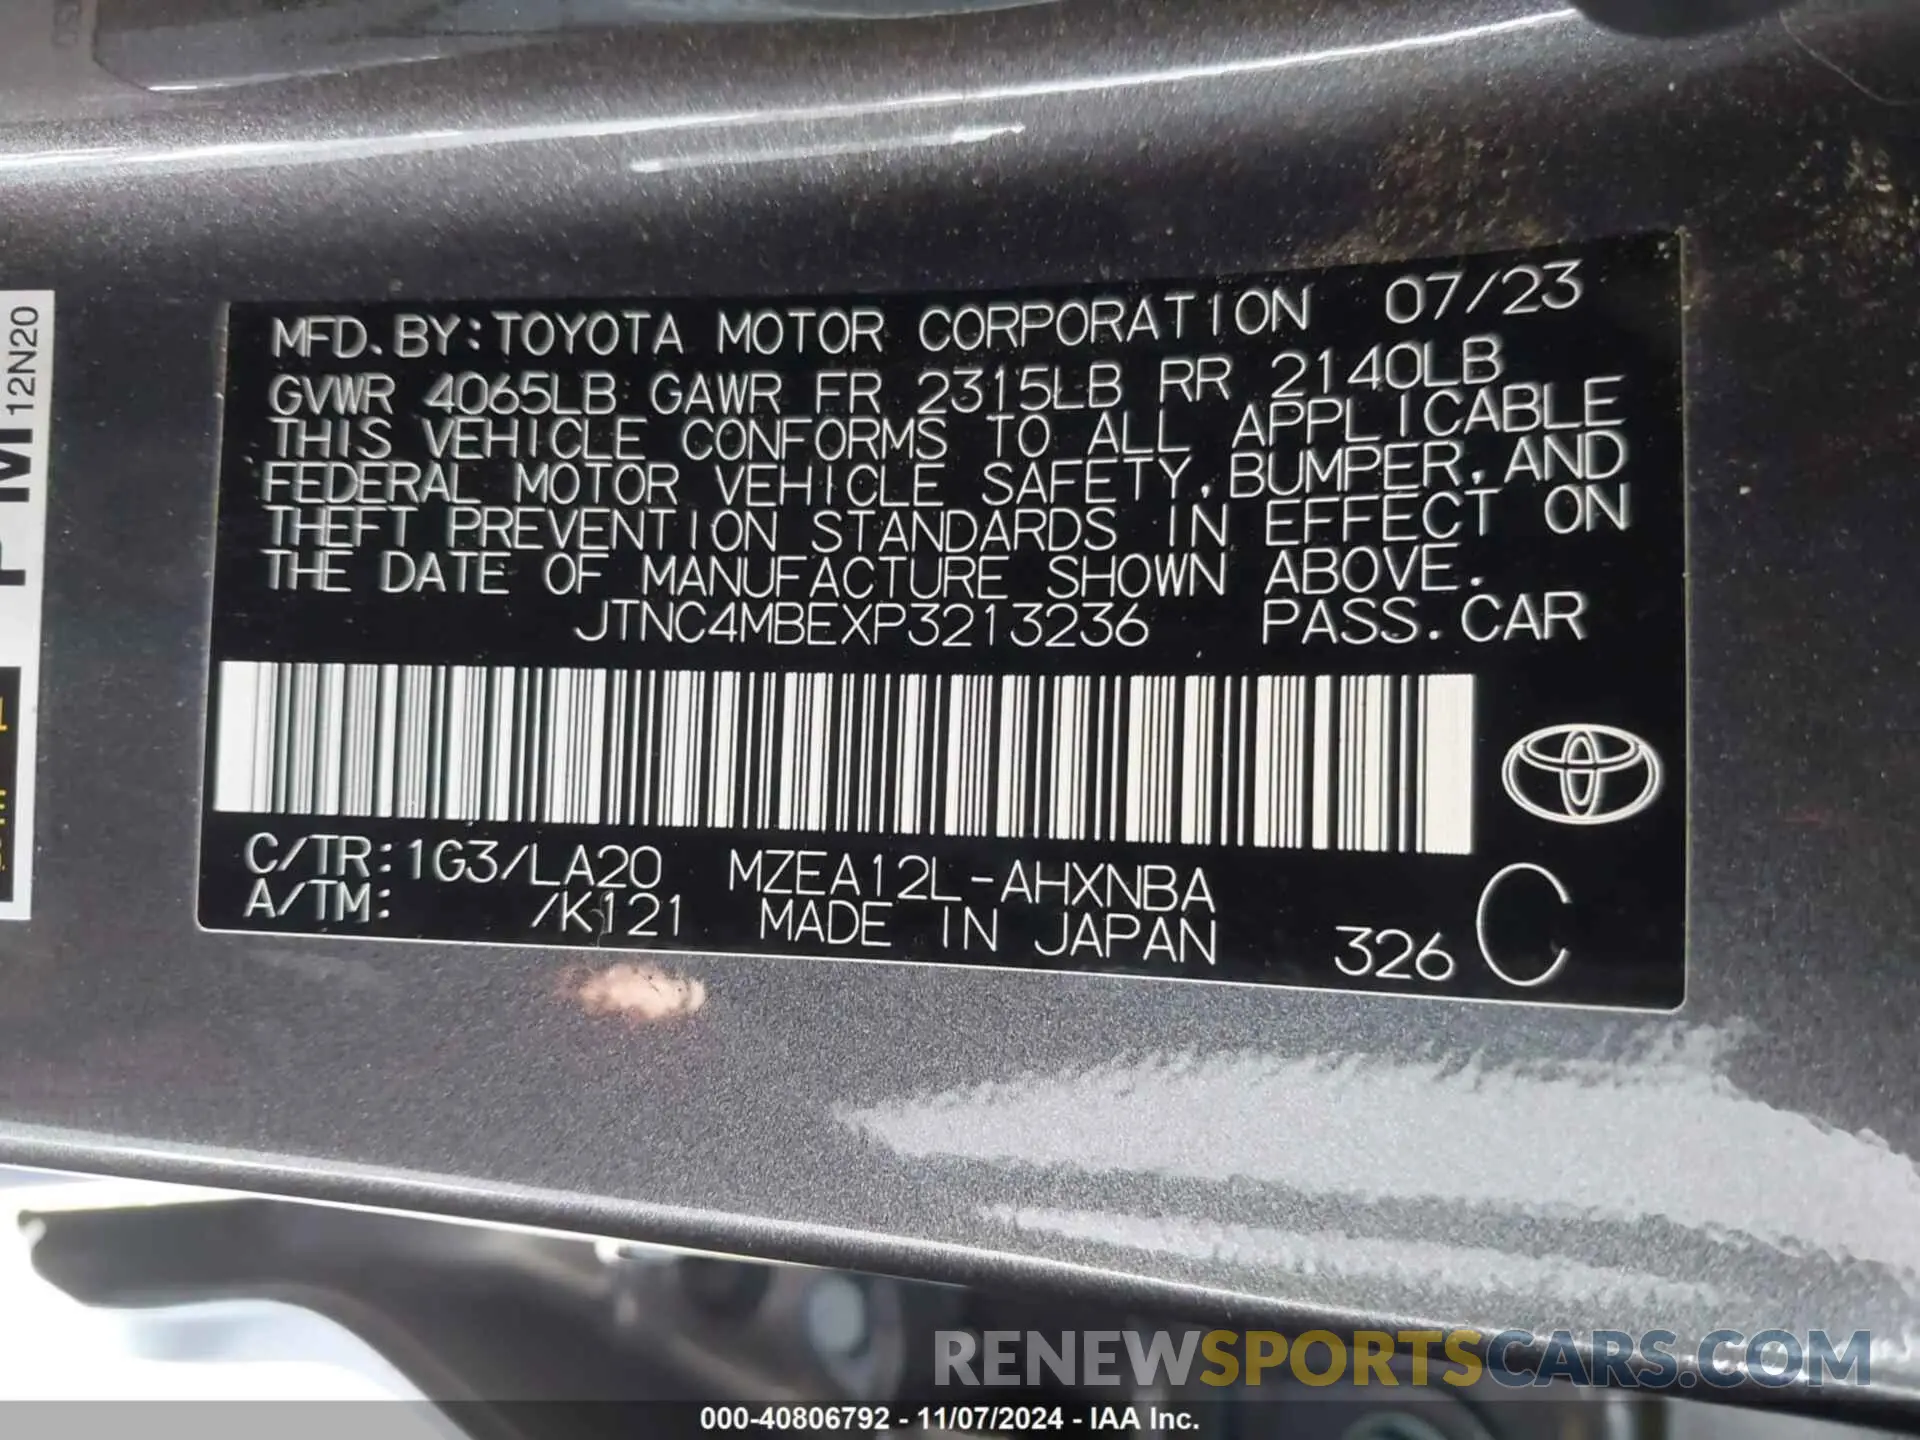 MFD. BY: TOYOTA MOTOR CORPORATION 07/23
GVWR 4065LB GAWR FR 2315LB RR 2140LB
THIS VEHICLE CONFORMS TO ALL APPLICABLE
FEDERAL MOTOR VEHICLE SAFETY, BUMPER, AND
THEFT PREVENTION STANDARDS IN EFFECT ON
THE DATE OF MANUFACTURE SHOWN ABOVE.
JTNC4MBEXP3213236 PASS. CAR
C/TR: 1G3/LA20 MZEA12L-AHXNBA
A/TM: /K121 MADE IN JAPAN 326 C
12N20
RENEWSPORTSCARS.COM
000-40806792 - 11/07/2024 - IAA Inc.